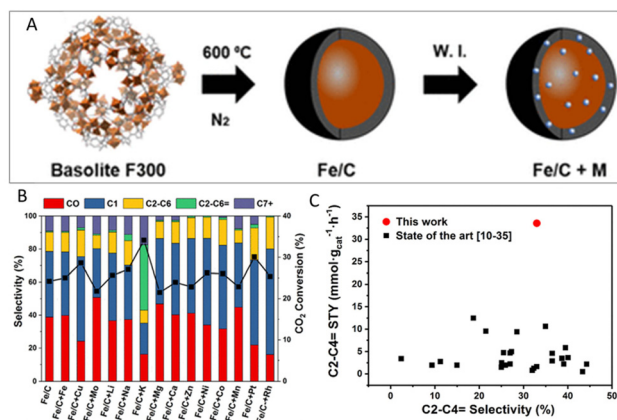 A
600 ºC
N₂
W. I.
Basolite F300
Fe/C
Fe/C + M
B
CO C1 C2-C6 C2-C6= C7+
Selectivity (%)
100
80
60
40
20
0
CO₂ Conversion (%)
40
30
20
10
0
Fe/C
Fe/C+Fe
Fe/C+Cu
Fe/C+Mo
Fe/C+Li
Fe/C+Na
Fe/C+K
Fe/C+Mg
Fe/C+Ca
Fe/C+Zn
Fe/C+Ni
Fe/C+Co
Fe/C+Mn
Fe/C+Pt
Fe/C+Rh
C
This work
State of the art [10-35]
C2-C4= STY (mmol·gcat⁻¹·h⁻¹)
35
30
25
20
15
10
5
0
0 10 20 30 40 50
C2-C4= Selectivity (%)